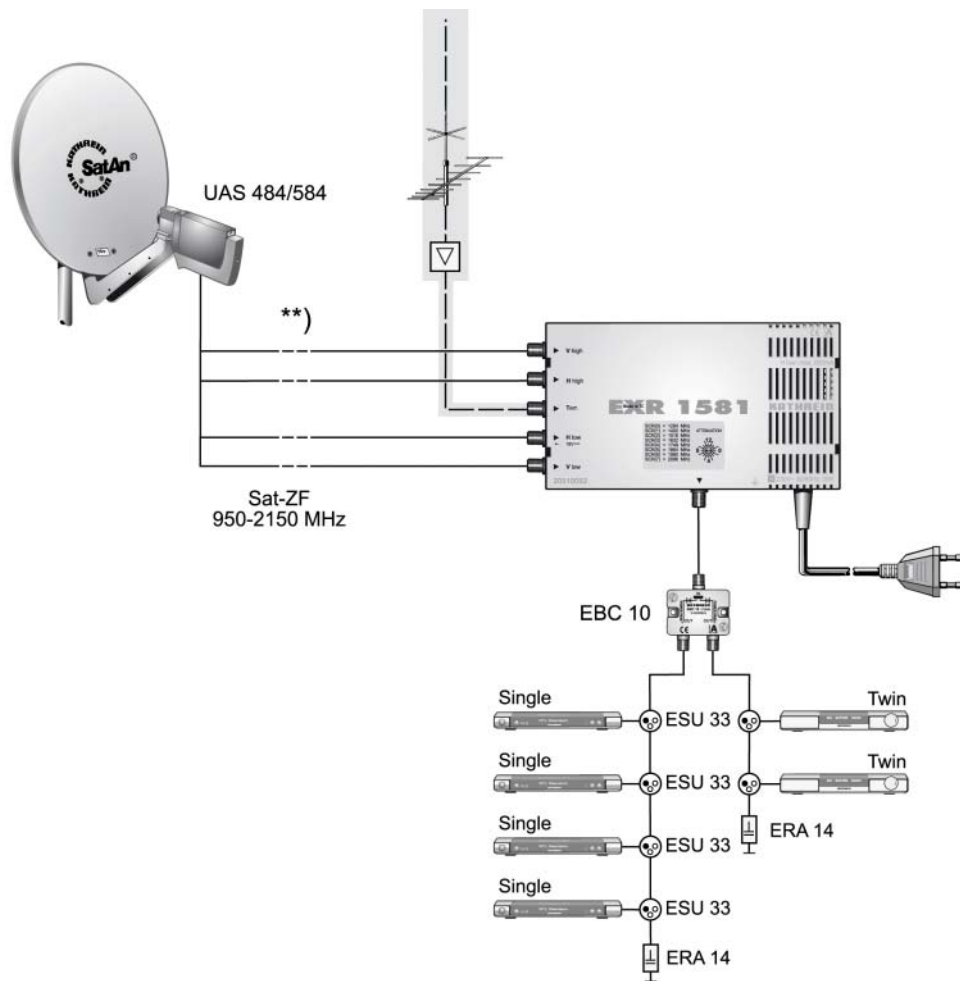 KATHREIN
SatAn
KATHREIN
UAS 484/584
**)
V high
H high
Terr.
H low
V low
EXR 1581
ATTENUATION
KATHREIN
Sat-ZF
950-2150 MHz
EBC 10
CE
Single
ESU 33
Twin
Single
ESU 33
Twin
Single
ESU 33
ERA 14
Single
ESU 33
ERA 14